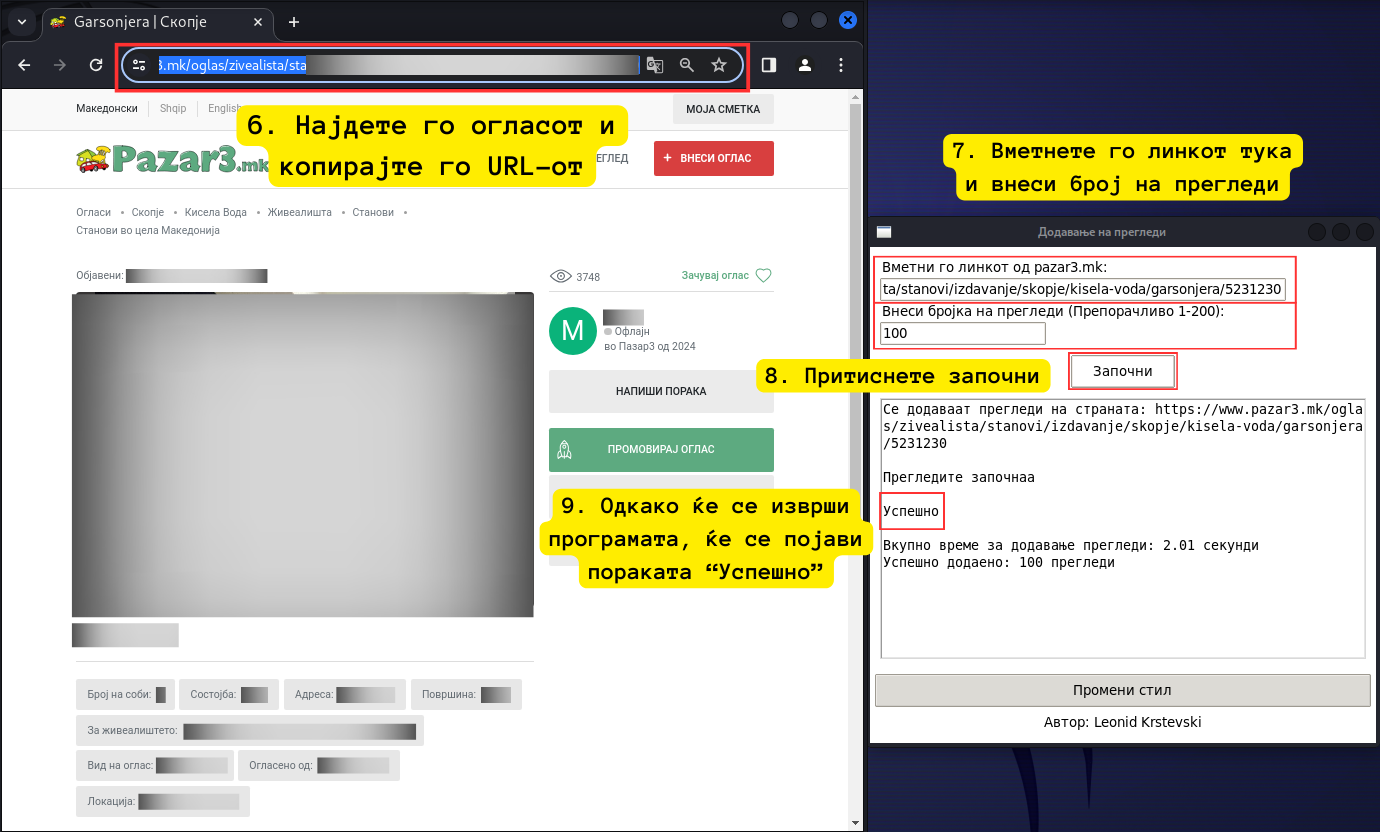 Garsonjera | Скопје
3.mk/oglas/zivealista/sta
6. Најдете го огласот и
копирајте го URL-от
Македонски
Shqip
English
МОЈА СМЕТКА
Pazar3.mk
ЕГЛЕД
+ ВНЕСИ ОГЛАС
Огласи • Скопје • Кисела Вода • Живеалишта • Станови •
Станови во цела Македонија
Објавени:
3748
Зачувај оглас
M
Офлајн
во Пазар3 од 2024
НАПИШИ ПОРАКА
ПРОМОВИРАЈ ОГЛАС
9. Одкако ќе се изврши
програмата, ќе се појави
пораката “Успешно”
Број на соби:
Состојба:
Адреса:
Површина:
За живеалиштето:
Вид на оглас:
Огласено од:
Локација:
7. Вметнете го линкот тука
и внеси број на прегледи
Додавање на прегледи
Вметни го линкот од pazar3.mk:
ta/stanovi/izdavanje/skopje/kisela-voda/garsonjera/5231230
Внеси бројка на прегледи (Препорачливо 1-200):
100
8. Притиснете започни
Започни
Се додаваат прегледи на страната: https://www.pazar3.mk/ogla
s/zivealista/stanovi/izdavanje/skopje/kisela-voda/garsonjera
/5231230
Прегледите започнаа
Успешно
Вкупно време за додавање прегледи: 2.01 секунди
Успешно додаено: 100 прегледи
Промени стил
Автор: Leonid Krstevski